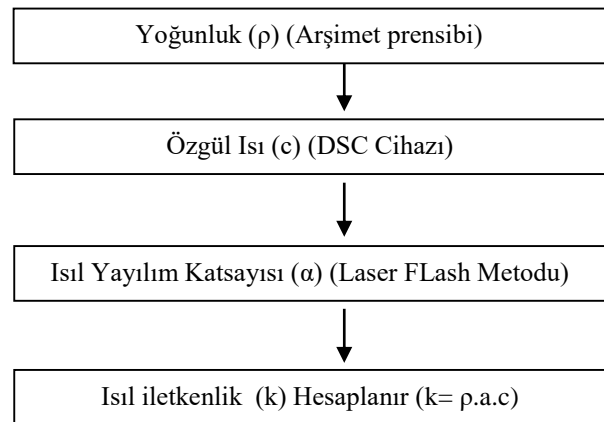 Yoğunluk (ρ) (Arşimet prensibi)
Özgül Isı (c) (DSC Cihazı)
Isıl Yayılım Katsayısı (α) (Laser FLash Metodu)
Isıl iletkenlik (k) Hesaplanır (k= ρ.a.c)